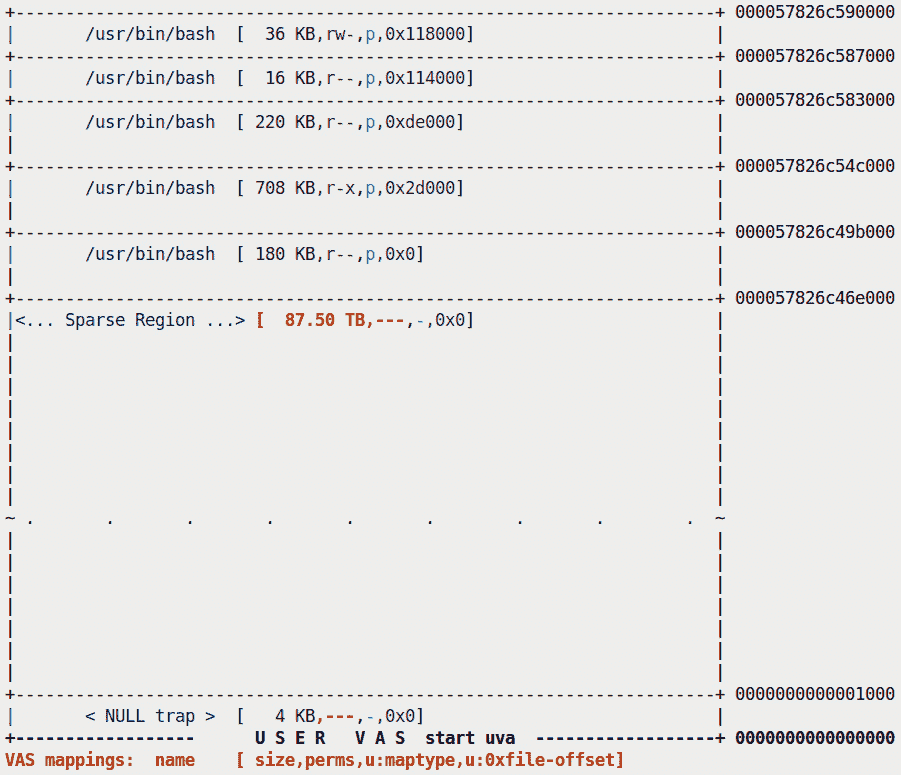 +----------------------------------------------------------------------+ 000057826c590000
|       /usr/bin/bash  [  36 KB,rw-,p,0x118000]                        |
+----------------------------------------------------------------------+ 000057826c587000
|       /usr/bin/bash  [  16 KB,r--,p,0x114000]                        |
+----------------------------------------------------------------------+ 000057826c583000
|       /usr/bin/bash  [ 220 KB,r--,p,0xde000]                         |
|                                                                      |
+----------------------------------------------------------------------+ 000057826c54c000
|       /usr/bin/bash  [ 708 KB,r-x,p,0x2d000]                         |
|                                                                      |
+----------------------------------------------------------------------+ 000057826c49b000
|       /usr/bin/bash  [ 180 KB,r--,p,0x0]                             |
|                                                                      |
+----------------------------------------------------------------------+ 000057826c46e000
|<... Sparse Region ...> [  87.50 TB,---,-,0x0]                        |
|                                                                      |
|                                                                      |
|                                                                      |
|                                                                      |
|                                                                      |
|                                                                      |
|                                                                      |
|                                                                      |
~ .       .       .       .       .       .        .       .        .  ~
|                                                                      |
|                                                                      |
|                                                                      |
|                                                                      |
|                                                                      |
|                                                                      |
|                                                                      |
+----------------------------------------------------------------------+ 0000000000001000
|       < NULL trap >  [   4 KB,---,-,0x0]                             |
+------------------      U S E R   V A S  start uva  ------------------+ 0000000000000000
VAS mappings:  name    [ size,perms,u:maptype,u:0xfile-offset]